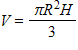 V = πR²H / 3